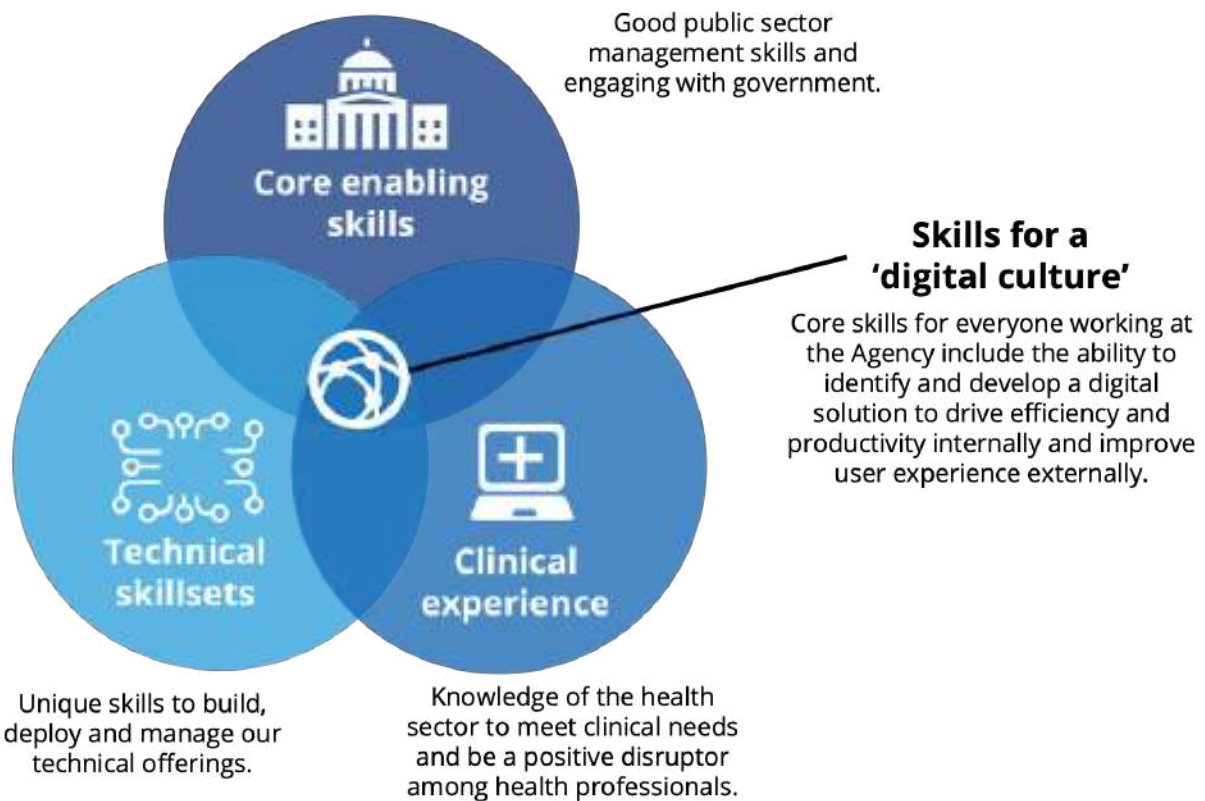 Good public sector
management skills and
engaging with government.
Core enabling
skills
Skills for a
‘digital culture’
Core skills for everyone working at
the Agency include the ability to
identify and develop a digital
solution to drive efficiency and
productivity internally and improve
user experience externally.
Technical
skillsets
Clinical
experience
Unique skills to build,
deploy and manage our
technical offerings.
Knowledge of the health
sector to meet clinical needs
and be a positive disruptor
among health professionals.